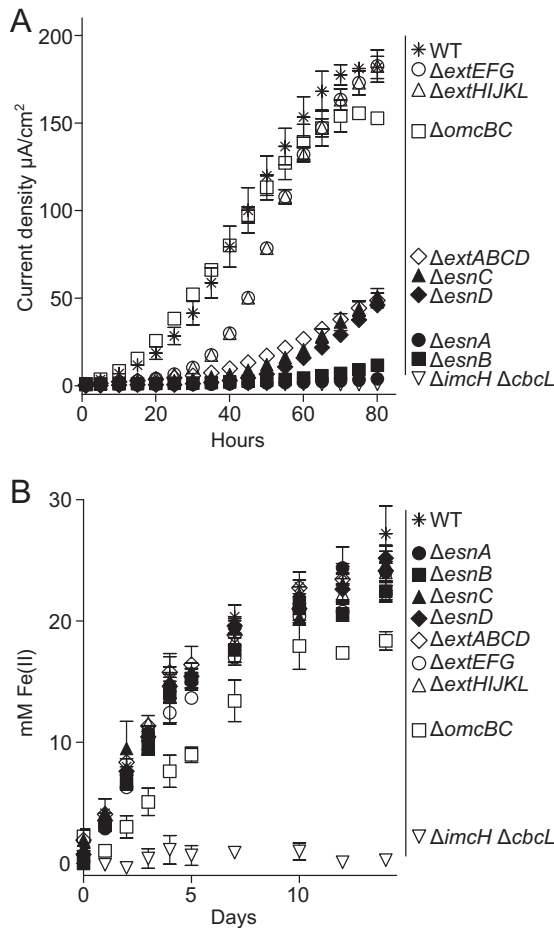 A
Current density µA/cm²
200
150
100
50
0
0
20
40
60
80
Hours
WT
ΔextEFG
ΔextHIJKL
ΔomcBC
ΔextABCD
ΔesnC
ΔesnD
ΔesnA
ΔesnB
ΔimcH ΔcbcL
B
mM Fe(II)
30
20
10
0
0
5
10
Days
WT
ΔesnA
ΔesnB
ΔesnC
ΔesnD
ΔextABCD
ΔextEFG
ΔextHIJKL
ΔomcBC
ΔimcH ΔcbcL